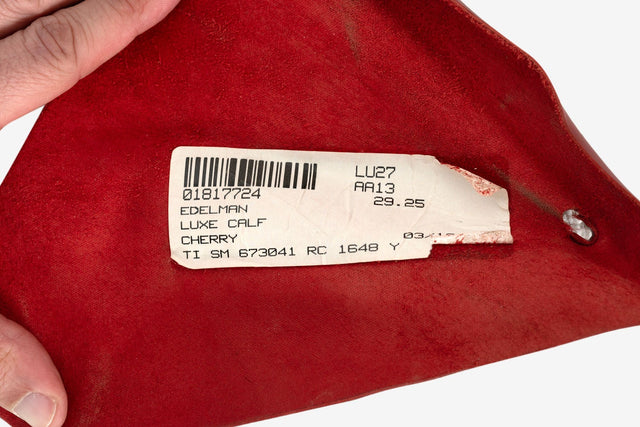 LU27
01817724 AA13
EDELMAN 29.25
LUXE CALF
CHERRY
TI SM 673041 RC 1648 Y